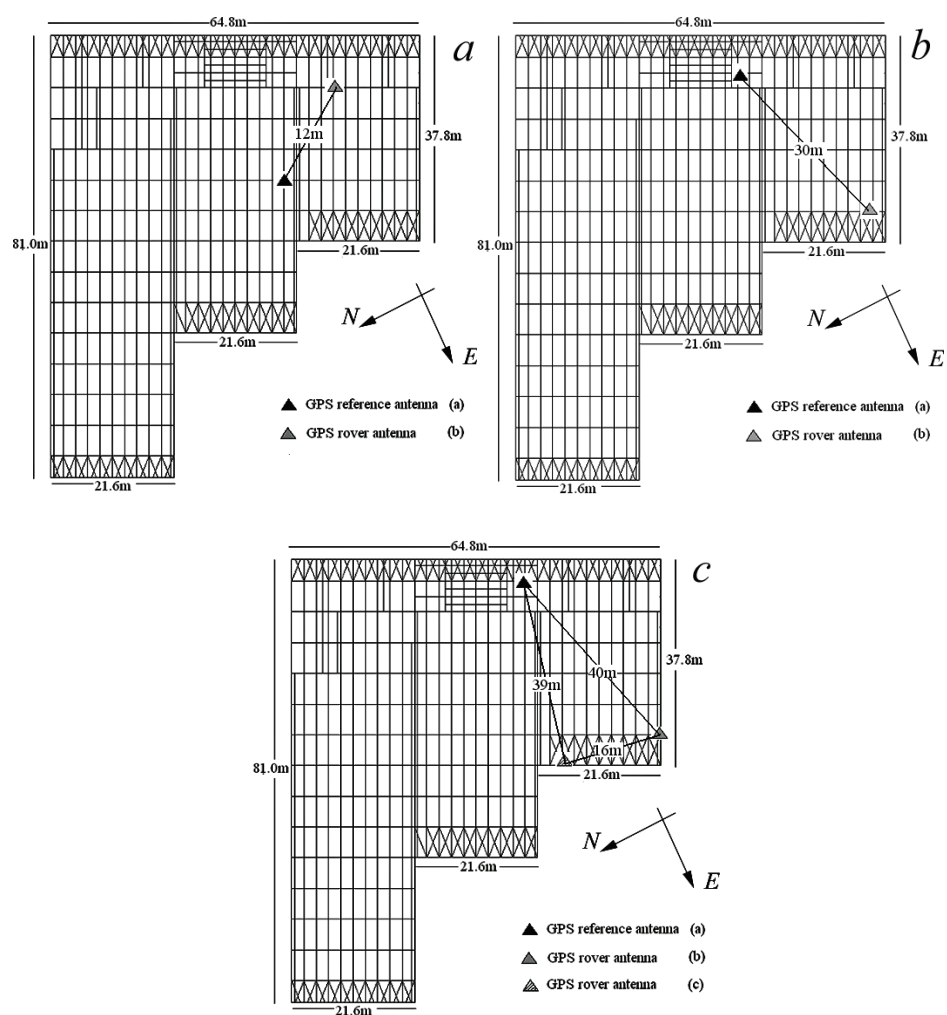 64.8m
a
12m
37.8m
81.0m
21.6m
N
21.6m
E
GPS reference antenna (a)
GPS rover antenna (b)
21.6m
64.8m
b
30m
37.8m
81.0m
21.6m
N
21.6m
E
GPS reference antenna (a)
GPS rover antenna (b)
21.6m
64.8m
c
37.8m
40m
39m
16m
81.0m
21.6m
N
21.6m
E
GPS reference antenna (a)
GPS rover antenna (b)
GPS rover antenna (c)
21.6m